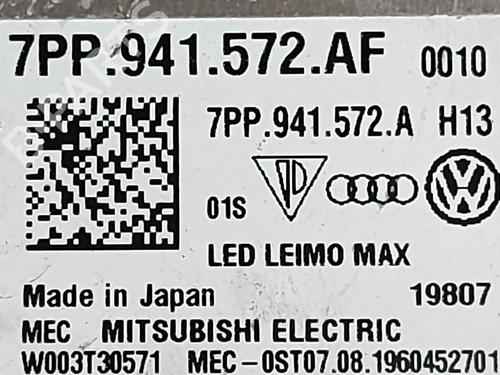 7PP.941.572.AF 0010
7PP.941.572.A H13
01S
LED LEIMO MAX
Made in Japan 19807
MEC MITSUBISHI ELECTRIC
W003T30571 MEC-0ST07.08.1960452701